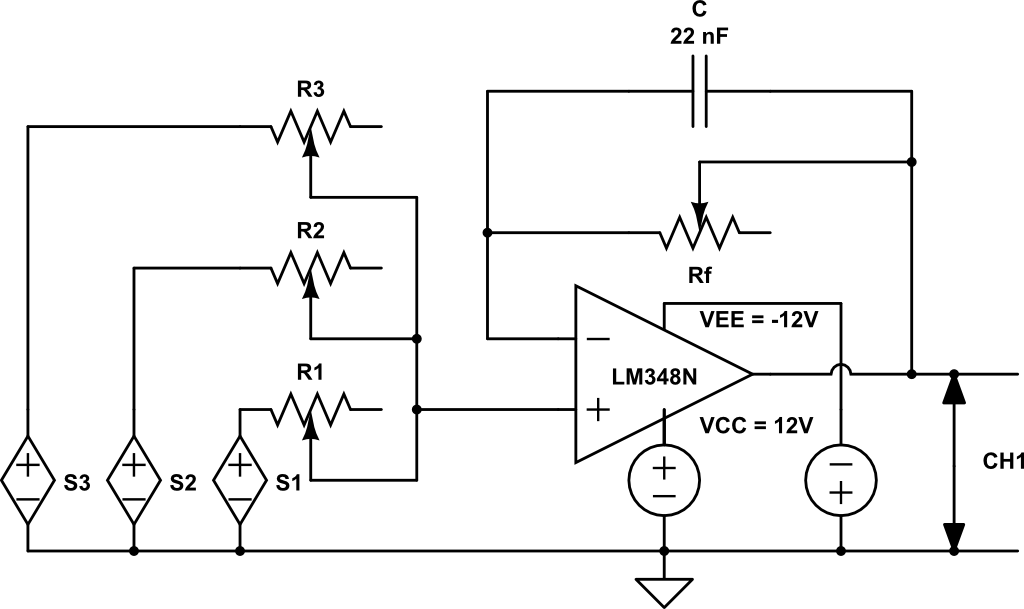 C
22 nF
R3
R2
Rf
VEE = -12V
R1
LM348N
VCC = 12V
S3
S2
S1
CH1